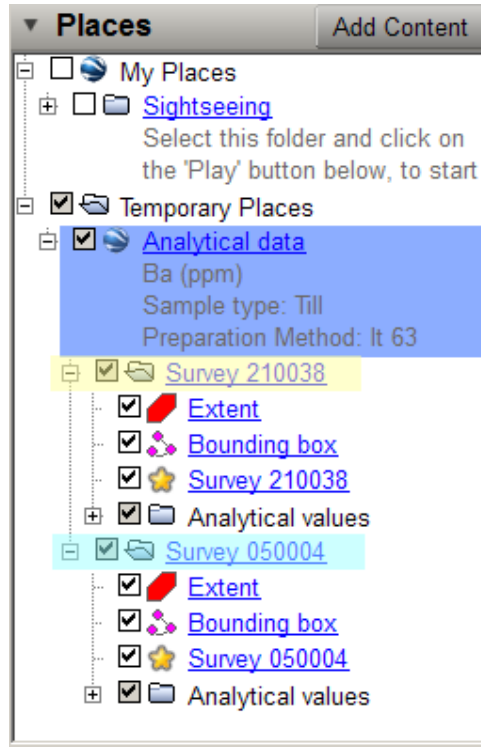 Places
Add Content
My Places
Sightseeing
Select this folder and click on
the 'Play' button below, to start
Temporary Places
Analytical data
Ba (ppm)
Sample type: Till
Preparation Method: lt 63
Survey 210038
Extent
Bounding box
Survey 210038
Analytical values
Survey 050004
Extent
Bounding box
Survey 050004
Analytical values